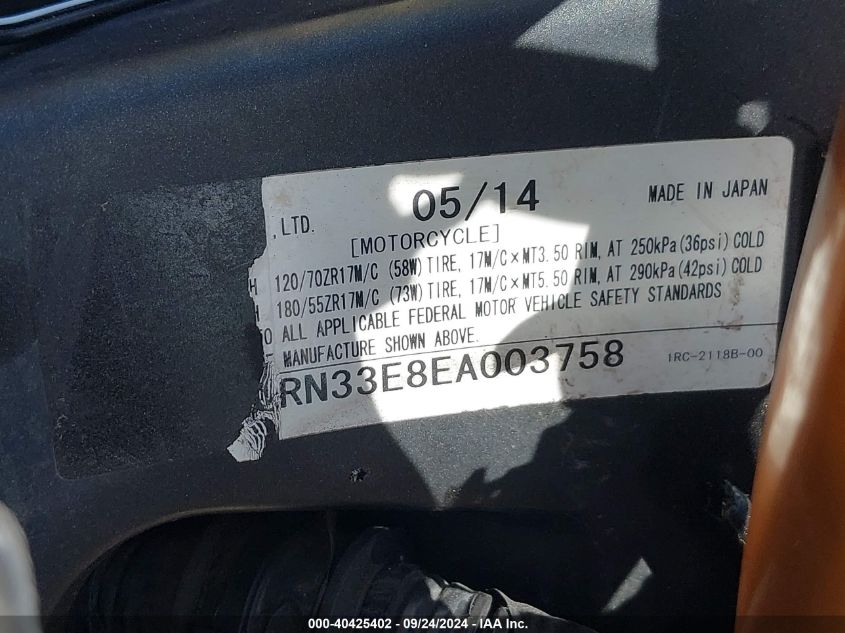 05/14 MADE IN JAPAN
, LTD.
[MOTORCYCLE]
H 120/70ZR17M/C (58W) TIRE, 17M/C×MT3.50 RIM, AT 250kPa(36psi) COLD
H 180/55ZR17M/C (73W) TIRE, 17M/C×MT5.50 RIM, AT 290kPa(42psi) COLD
O ALL APPLICABLE FEDERAL MOTOR VEHICLE SAFETY STANDARDS
MANUFACTURE SHOWN ABOVE.
RN33E8EA003758 1RC-2118B-00
000-40425402 - 09/24/2024 - IAA Inc.